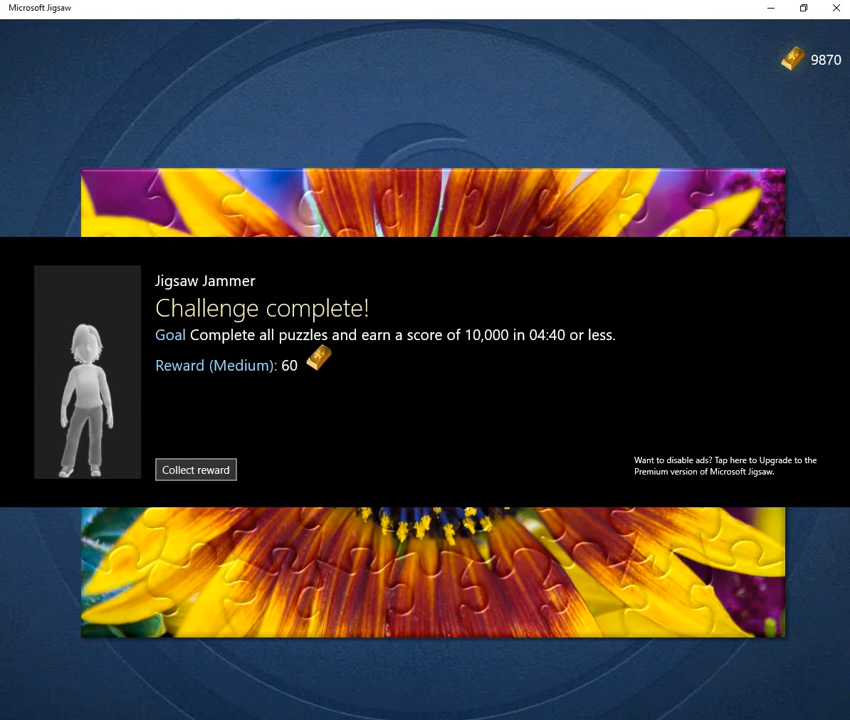 Microsoft Jigsaw
9870
Jigsaw Jammer
Challenge complete!
Goal Complete all puzzles and earn a score of 10,000 in 04:40 or less.
Reward (Medium): 60
Collect reward
Want to disable ads? Tap here to Upgrade to the
Premium version of Microsoft Jigsaw.